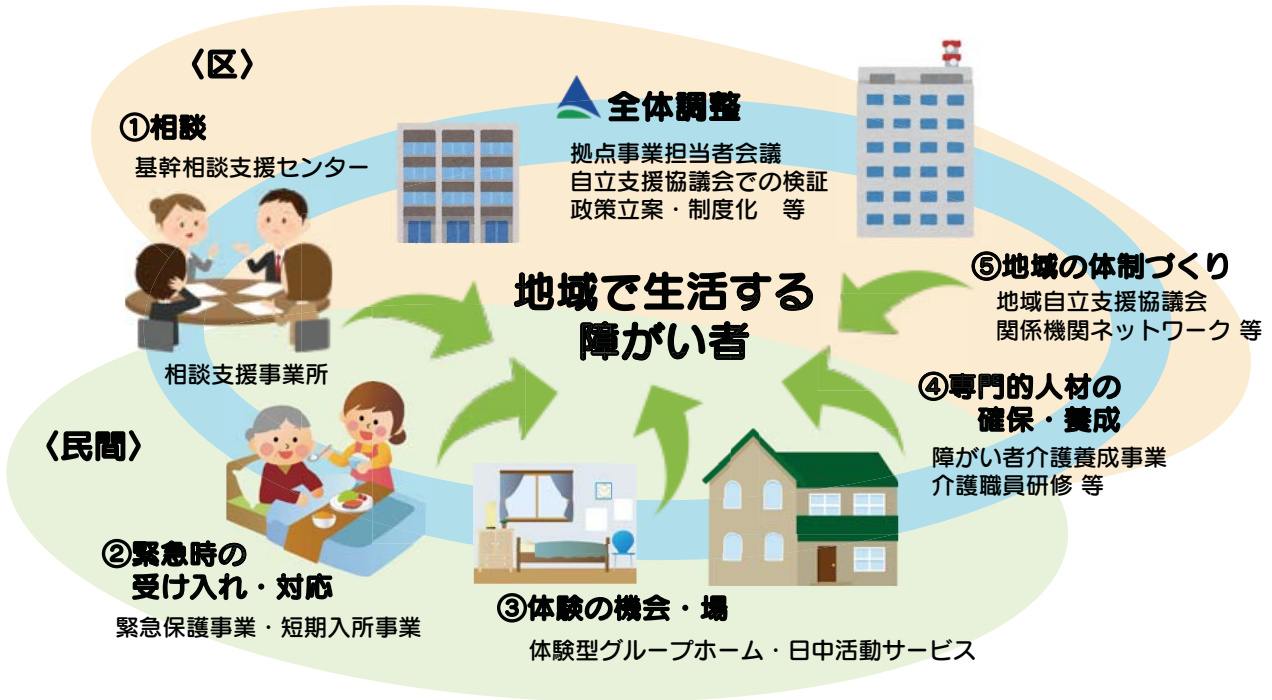 〈区〉
①相談
基幹相談支援センター
全体調整
拠点事業担当者会議
自立支援協議会での検証
政策立案・制度化　等
地域で生活する
障がい者
⑤地域の体制づくり
地域自立支援協議会
関係機関ネットワーク 等
相談支援事業所
④専門的人材の
確保・養成
障がい者介護養成事業
介護職員研修 等
〈民間〉
②緊急時の
受け入れ・対応
緊急保護事業・短期入所事業
③体験の機会・場
体験型グループホーム・日中活動サービス